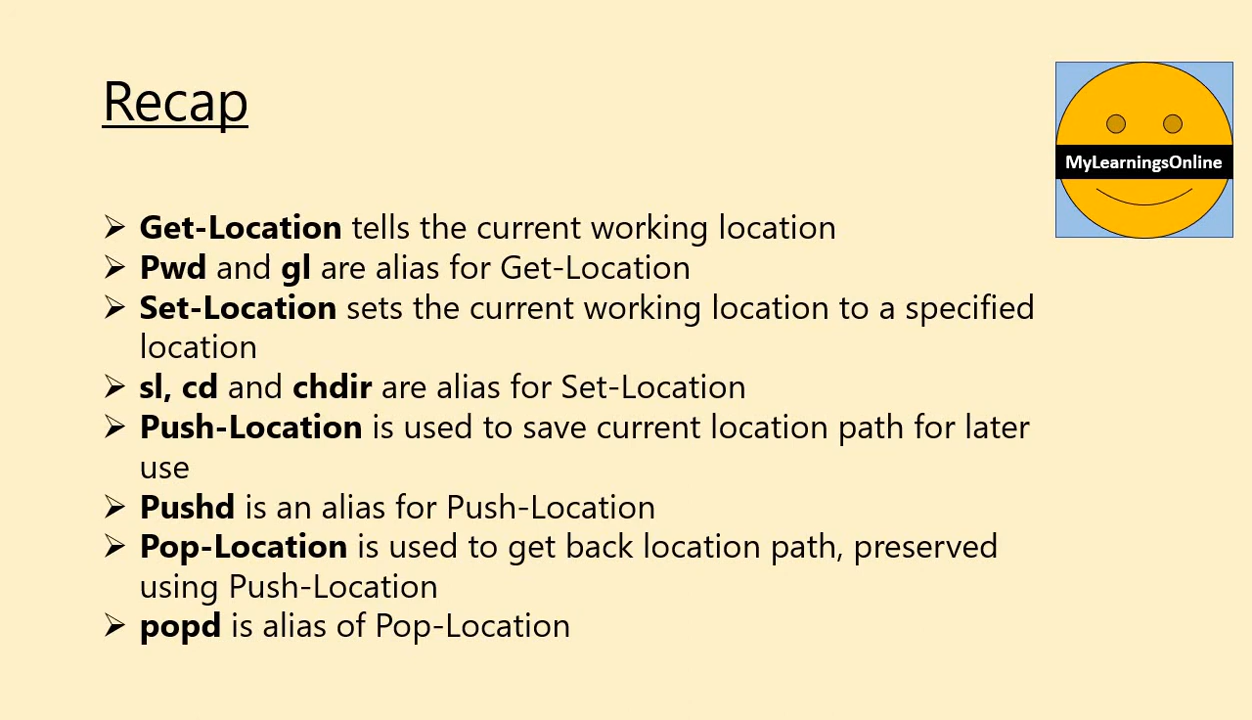 Recap
MyLearningsOnline
➢ Get-Location tells the current working location
➢ Pwd and gl are alias for Get-Location
➢ Set-Location sets the current working location to a specified
location
➢ sl, cd and chdir are alias for Set-Location
➢ Push-Location is used to save current location path for later
use
➢ Pushd is an alias for Push-Location
➢ Pop-Location is used to get back location path, preserved
using Push-Location
➢ popd is alias of Pop-Location